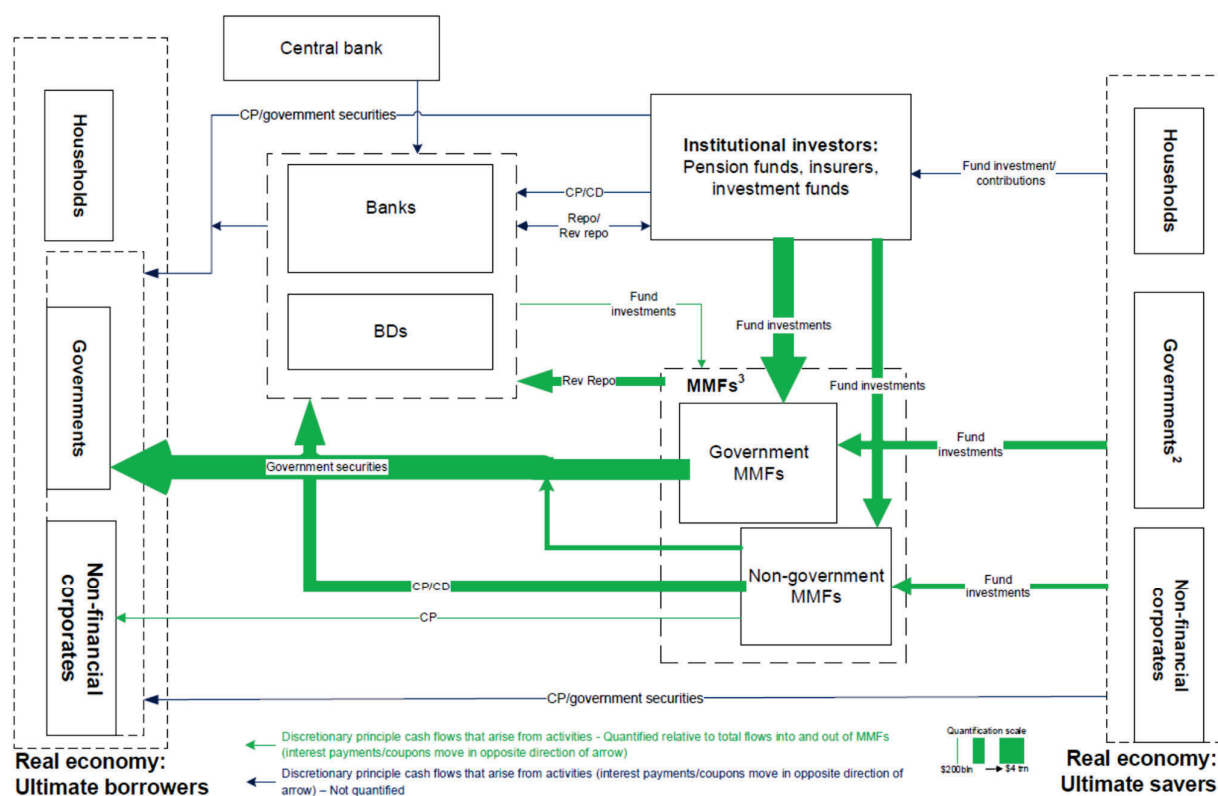 Central bank
Households
CP/government securities
Institutional investors:
Pension funds, insurers,
investment funds
Fund investment/
contributions
Households
Banks
CP/CD
Repo/
Rev repo
Governments
BDs
Fund
investments
Fund investments
Governments2
Rev Repo
MMFs3
Fund investments
Government
MMFs
Fund
investments
Government securities
Non-financial
corporates
Non-government
MMFs
CP/CD
Fund
investments
Non-financial
corporates
CP
CP/government securities
Discretionary principle cash flows that arise from activities - Quantified relative to total flows into and out of MMFs
(interest payments/coupons move in opposite direction of arrow)
Discretionary principle cash flows that arise from activities (interest payments/coupons move in opposite direction of
arrow) – Not quantified
Quantification scale
$200bln
$4 trn
Real economy:
Ultimate borrowers
Real economy:
Ultimate savers